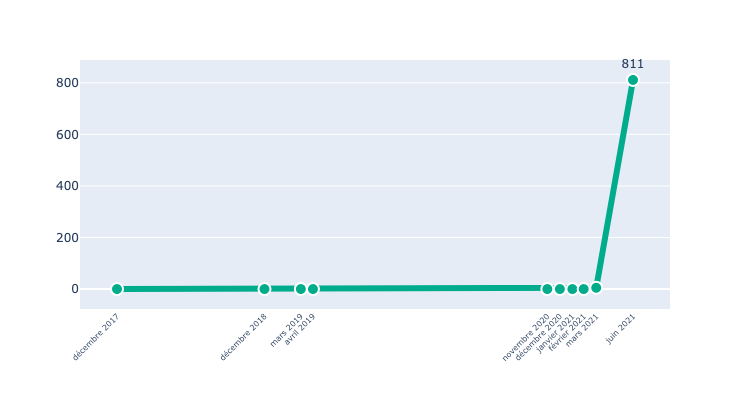 811
800
600
400
200
0
décembre 2017
décembre 2018
mars 2019
avril 2019
novembre 2020
décembre 2020
janvier 2021
février 2021
mars 2021
juin 2021